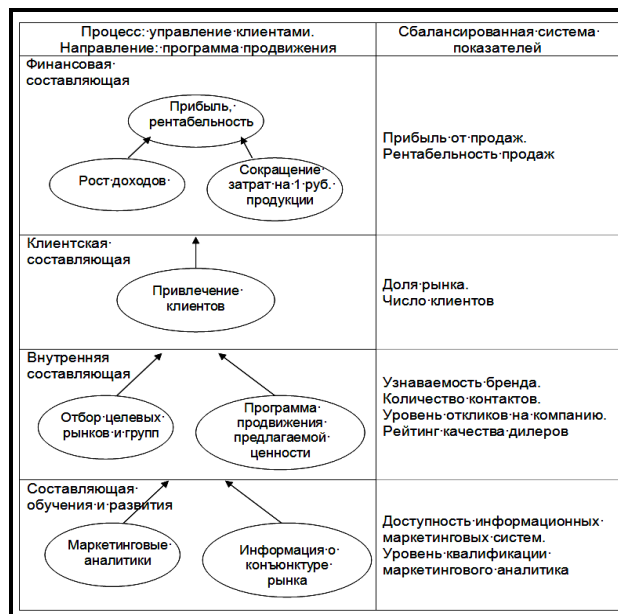 Процесс: управление клиентами.
Направление: программа продвижения
Сбалансированная система
показателей
Финансовая
составляющая
Прибыль,
рентабельность
Рост доходов
Сокращение
затрат на 1 руб.
продукции
Прибыль от продаж.
Рентабельность продаж
Клиентская
составляющая
Привлечение
клиентов
Доля рынка.
Число клиентов
Внутренняя
составляющая
Отбор целевых
рынков и групп
Программа
продвижения
предлагаемой
ценности
Узнаваемость бренда.
Количество контактов.
Уровень откликов на компанию.
Рейтинг качества дилеров
Составляющая
обучения и развития
Маркетинговые
аналитики
Информация о
конъюнктуре
рынка
Доступность информационных
маркетинговых систем.
Уровень квалификации
маркетингового аналитика